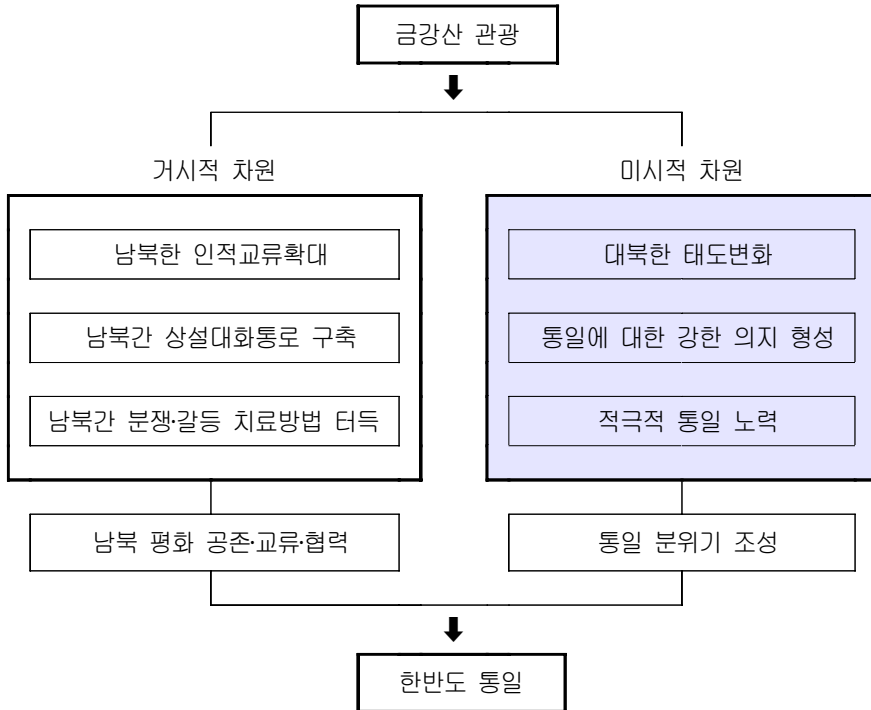 금강산 관광
거시적 차원
남북한 인적교류확대
남북간 상설대화통로 구축
남북간 분쟁·갈등 치료방법 터득
남북 평화 공존·교류·협력
미시적 차원
대북한 태도변화
통일에 대한 강한 의지 형성
적극적 통일 노력
통일 분위기 조성
한반도 통일